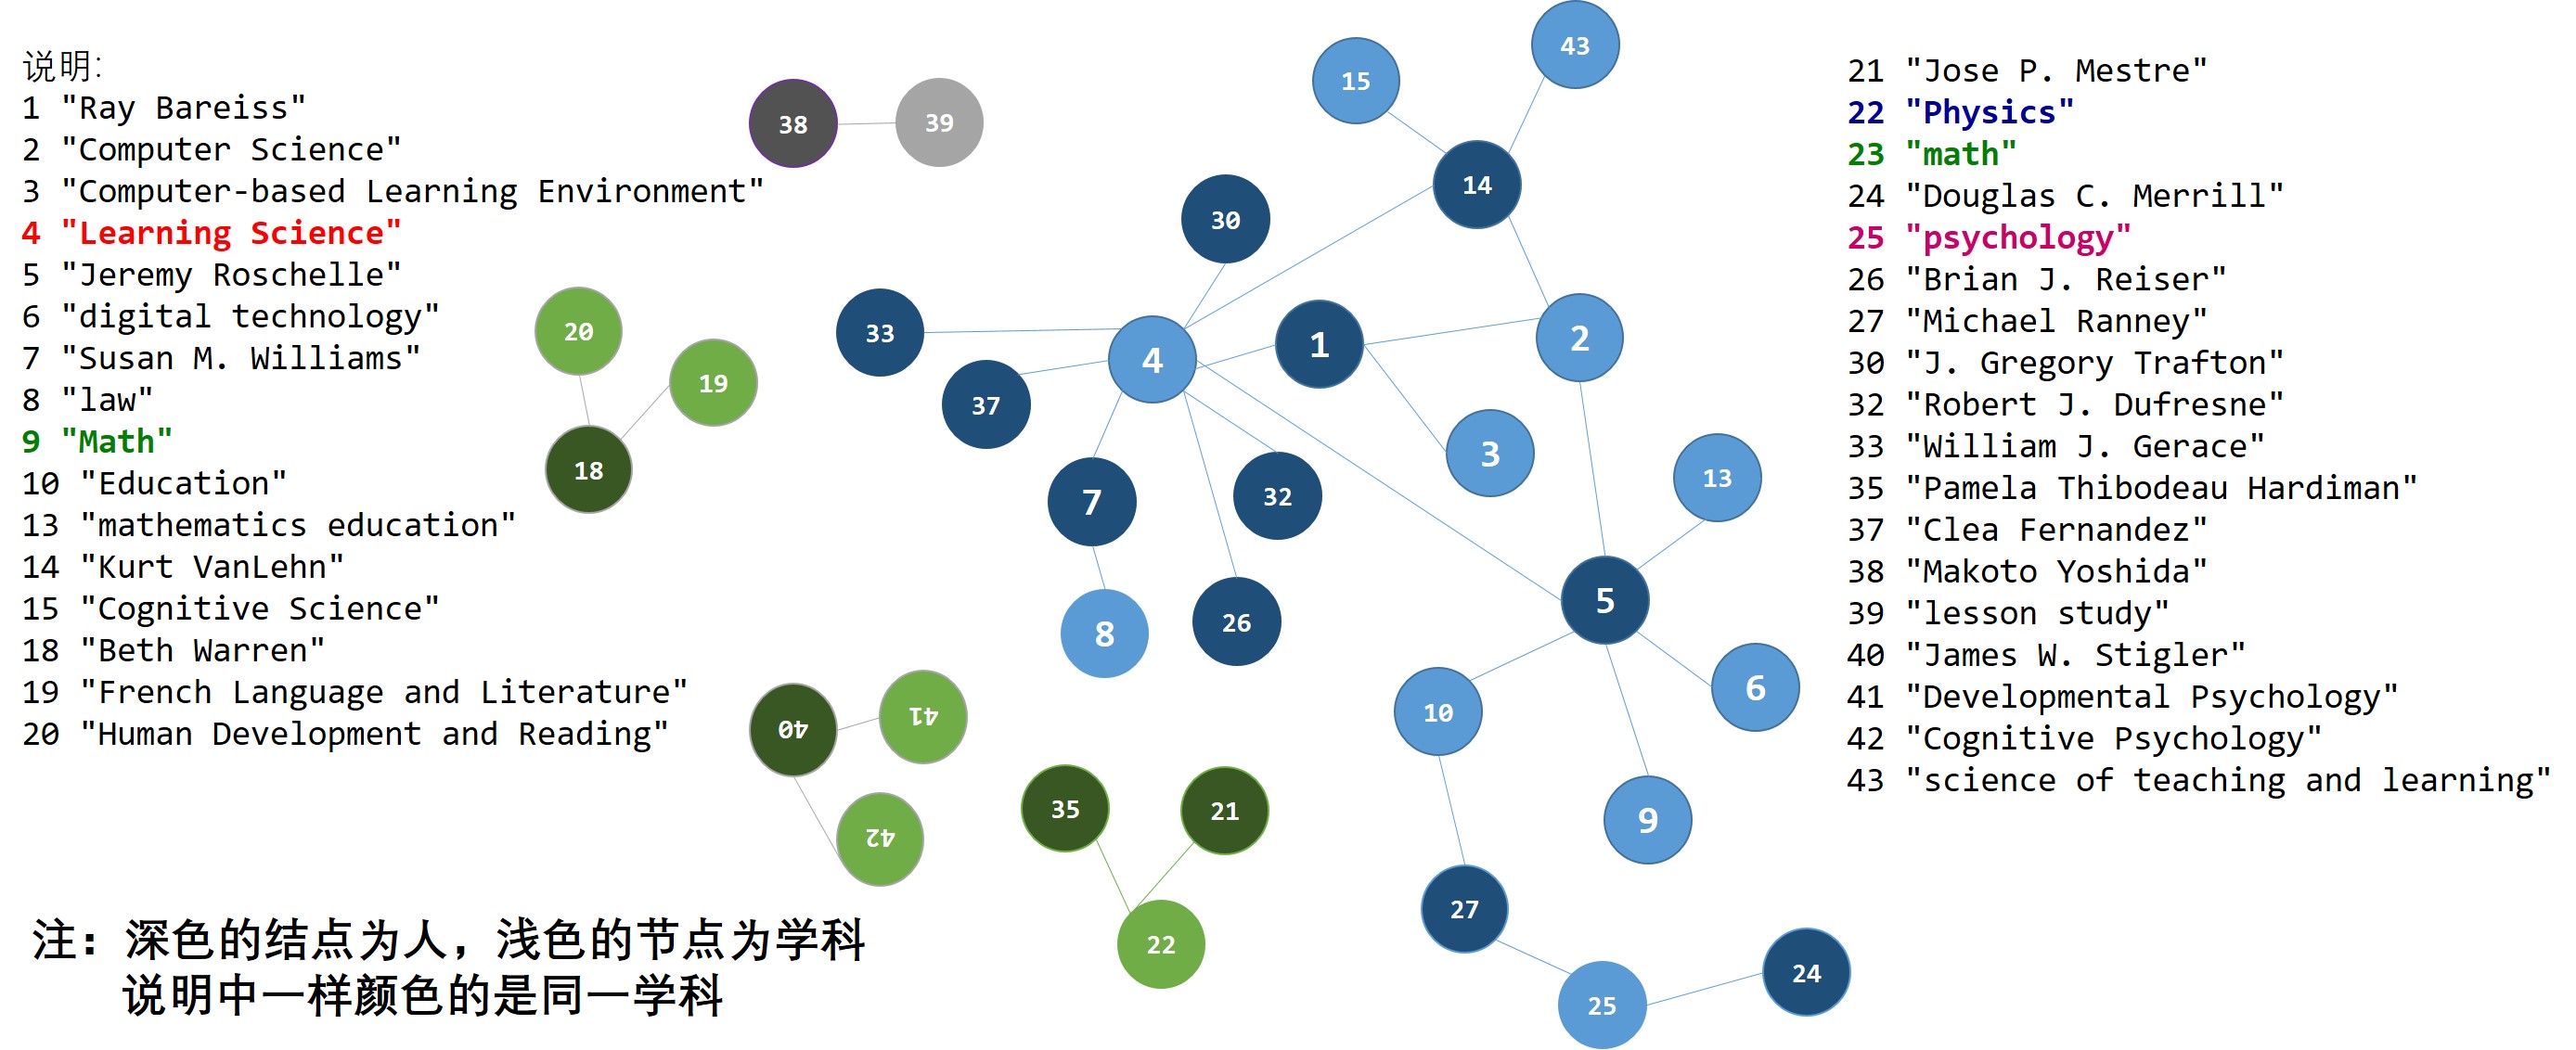 说明:
1 "Ray Bareiss"
2 "Computer Science"
3 "Computer-based Learning Environment"
4 "Learning Science"
5 "Jeremy Roschelle"
6 "digital technology"
7 "Susan M. Williams"
8 "law"
9 "Math"
10 "Education"
13 "mathematics education"
14 "Kurt VanLehn"
15 "Cognitive Science"
18 "Beth Warren"
19 "French Language and Literature"
20 "Human Development and Reading"
38
39
15
43
14
30
20
19
18
33
4
1
2
37
3
7
32
13
8
26
5
10
6
40
41
42
35
21
22
9
27
25
24
21 "Jose P. Mestre"
22 "Physics"
23 "math"
24 "Douglas C. Merrill"
25 "psychology"
26 "Brian J. Reiser"
27 "Michael Ranney"
30 "J. Gregory Trafton"
32 "Robert J. Dufresne"
33 "William J. Gerace"
35 "Pamela Thibodeau Hardiman"
37 "Clea Fernandez"
38 "Makoto Yoshida"
39 "lesson study"
40 "James W. Stigler"
41 "Developmental Psychology"
42 "Cognitive Psychology"
43 "science of teaching and learning"
注：深色的结点为人，浅色的节点为学科
说明中一样颜色的是同一学科